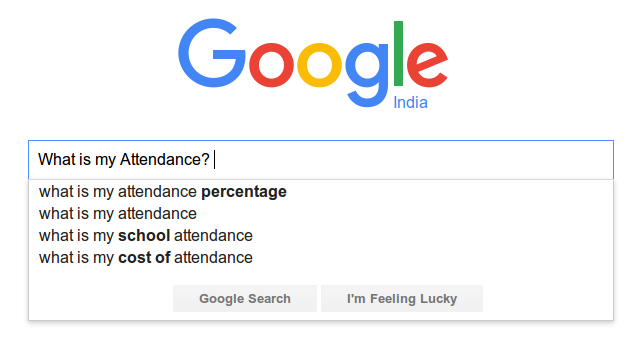 Google
India
What is my Attendance?
what is my attendance percentage
what is my attendance
what is my school attendance
what is my cost of attendance
Google Search I'm Feeling Lucky